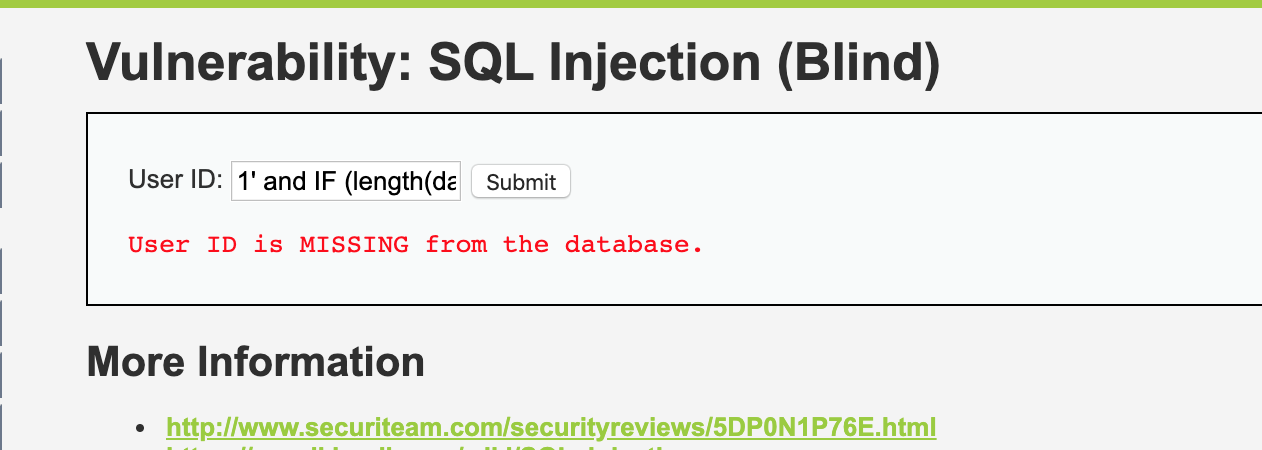 Vulnerability: SQL Injection (Blind)
User ID: 1' and IF (length(da Submit
User ID is MISSING from the database.
More Information
• http://www.securiteam.com/securityreviews/5DP0N1P76E.html